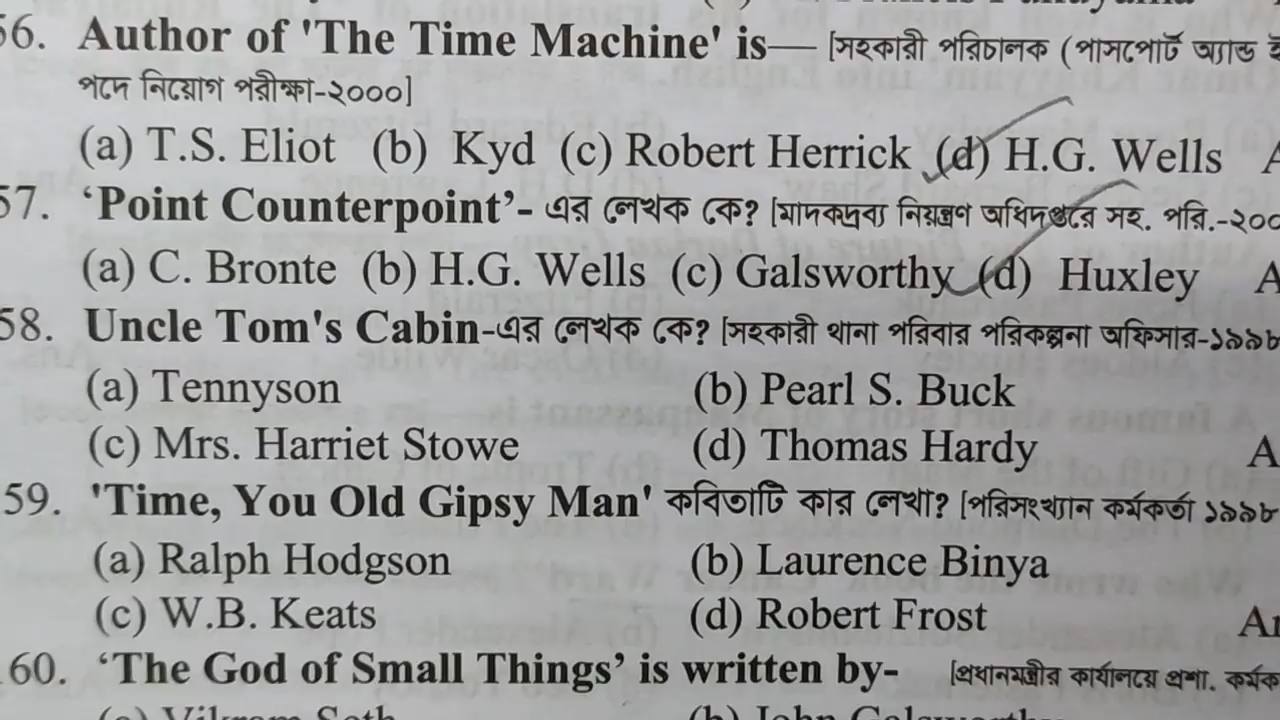 56. Author of 'The Time Machine' is— [সহকারী পরিচালক (পাসপোর্ট অ্যান্ড
পদে নিয়োগ পরীক্ষা-২০০০]
(a) T.S. Eliot (b) Kyd (c) Robert Herrick (d) H.G. Wells
57. ‘Point Counterpoint’- এর লেখক কে? [মাদকদ্রব্য নিয়ন্ত্রণ অধিদপ্তরে সহ. পরি.-২০০
(a) C. Bronte (b) H.G. Wells (c) Galsworthy (d) Huxley A
58. Uncle Tom's Cabin-এর লেখক কে? [সহকারী থানা পরিবার পরিকল্পনা অফিসার-১৯৯৮
(a) Tennyson (b) Pearl S. Buck
(c) Mrs. Harriet Stowe (d) Thomas Hardy A
59. 'Time, You Old Gipsy Man' কবিতাটি কার লেখা? [পরিসংখ্যান কর্মকর্তা ১৯৯৮
(a) Ralph Hodgson (b) Laurence Binya
(c) W.B. Keats (d) Robert Frost
60. ‘The God of Small Things’ is written by- [প্রধানমন্ত্রীর কার্যালয়ে প্রশা.